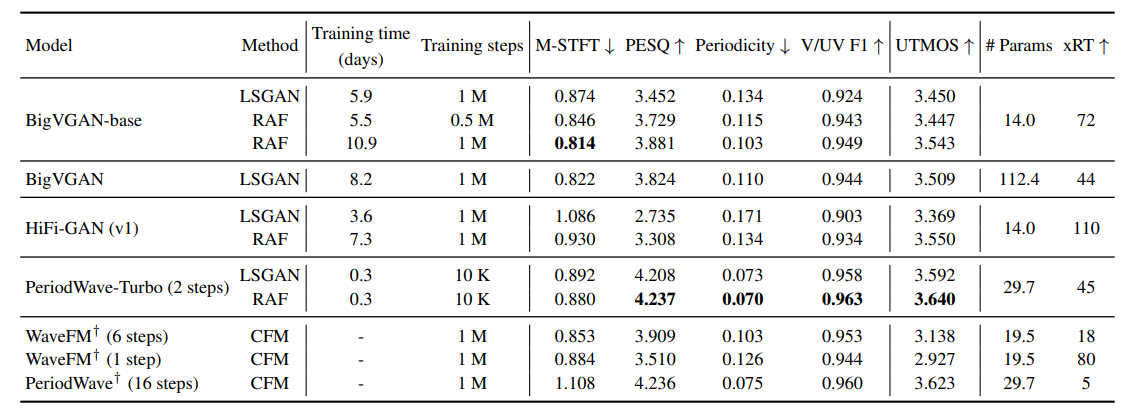 Model Method Training time (days) Training steps M-STFT ↓ PESQ ↑ Periodicity ↓ V/UV F1 ↑ UTMOS ↑ # Params xRT ↑
BigVGAN-base LSGAN 5.9 1 M 0.874 3.452 0.134 0.924 3.450 14.0 72
RAF 5.5 0.5 M 0.846 3.729 0.115 0.943 3.447
RAF 10.9 1 M 0.814 3.881 0.103 0.949 3.543
BigVGAN LSGAN 8.2 1 M 0.822 3.824 0.110 0.944 3.509 112.4 44
HiFi-GAN (v1) LSGAN 3.6 1 M 1.086 2.735 0.171 0.903 3.369 14.0 110
RAF 7.3 1 M 0.930 3.308 0.134 0.934 3.550
PeriodWave-Turbo (2 steps) LSGAN 0.3 10 K 0.892 4.208 0.073 0.958 3.592 29.7 45
RAF 0.3 10 K 0.880 4.237 0.070 0.963 3.640
WaveFM† (6 steps) CFM - 1 M 0.853 3.909 0.103 0.953 3.138 19.5 18
WaveFM† (1 step) CFM - 1 M 0.884 3.510 0.126 0.944 2.927 19.5 80
PeriodWave† (16 steps) CFM - 1 M 1.108 4.236 0.075 0.960 3.623 29.7 5